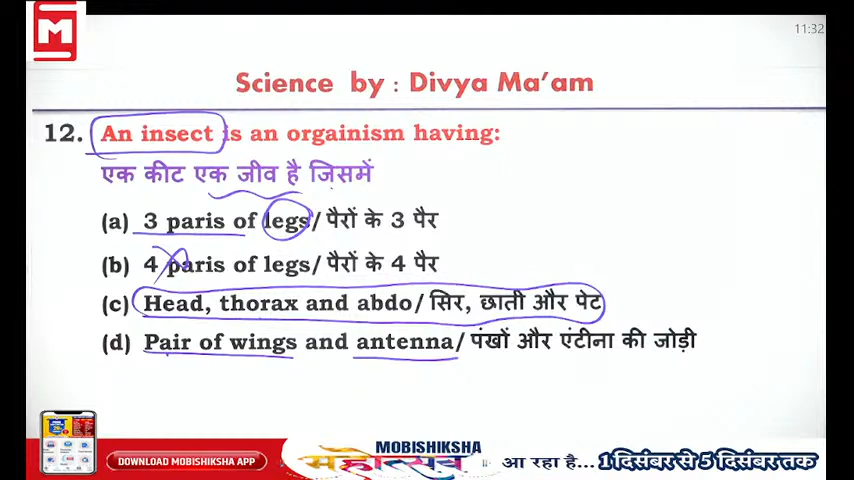 M
11:32
Science by : Divya Ma’am
12. An insect is an orgainism having:
एक कीट एक जीव है जिसमें
(a) 3 paris of legs/पैरों के 3 पैर
(b) 4 paris of legs/पैरों के 4 पैर
(c) Head, thorax and abdo/सिर, छाती और पेट
(d) Pair of wings and antenna/पंखों और एंटीना की जोड़ी
DOWNLOAD MOBISHIKSHA APP
MOBISHIKSHA
महोत्सव
आ रहा है... 1 दिसंबर से 5 दिसंबर तक